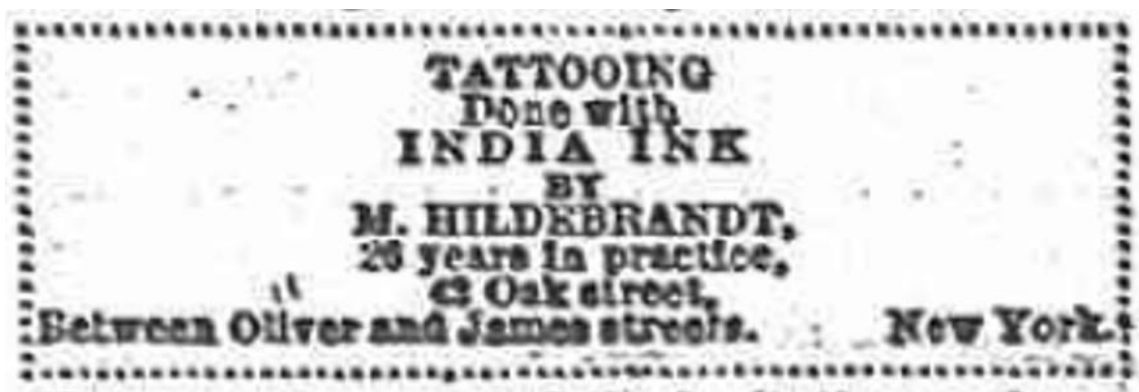 TATTOOING
Done with
INDIA INK
BY
M. HILDEBRANDT,
26 years in practice,
42 Oak street,
Between Oliver and James streets. New York.